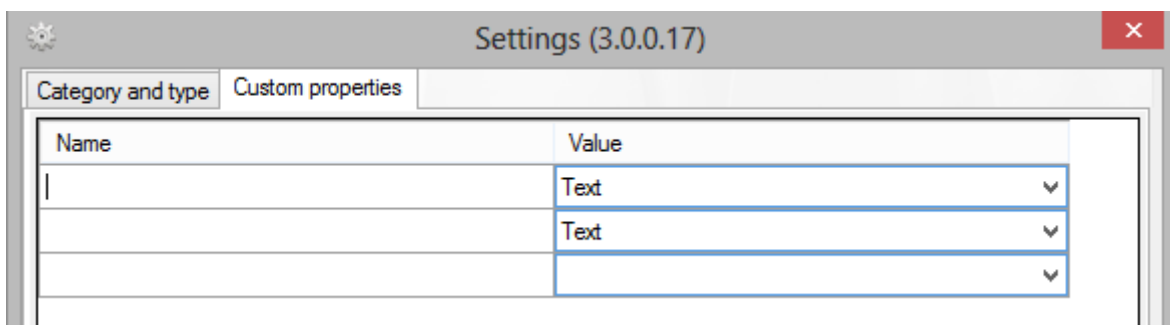 Settings (3.0.0.17)
Category and type Custom properties
Name Value
Text
Text